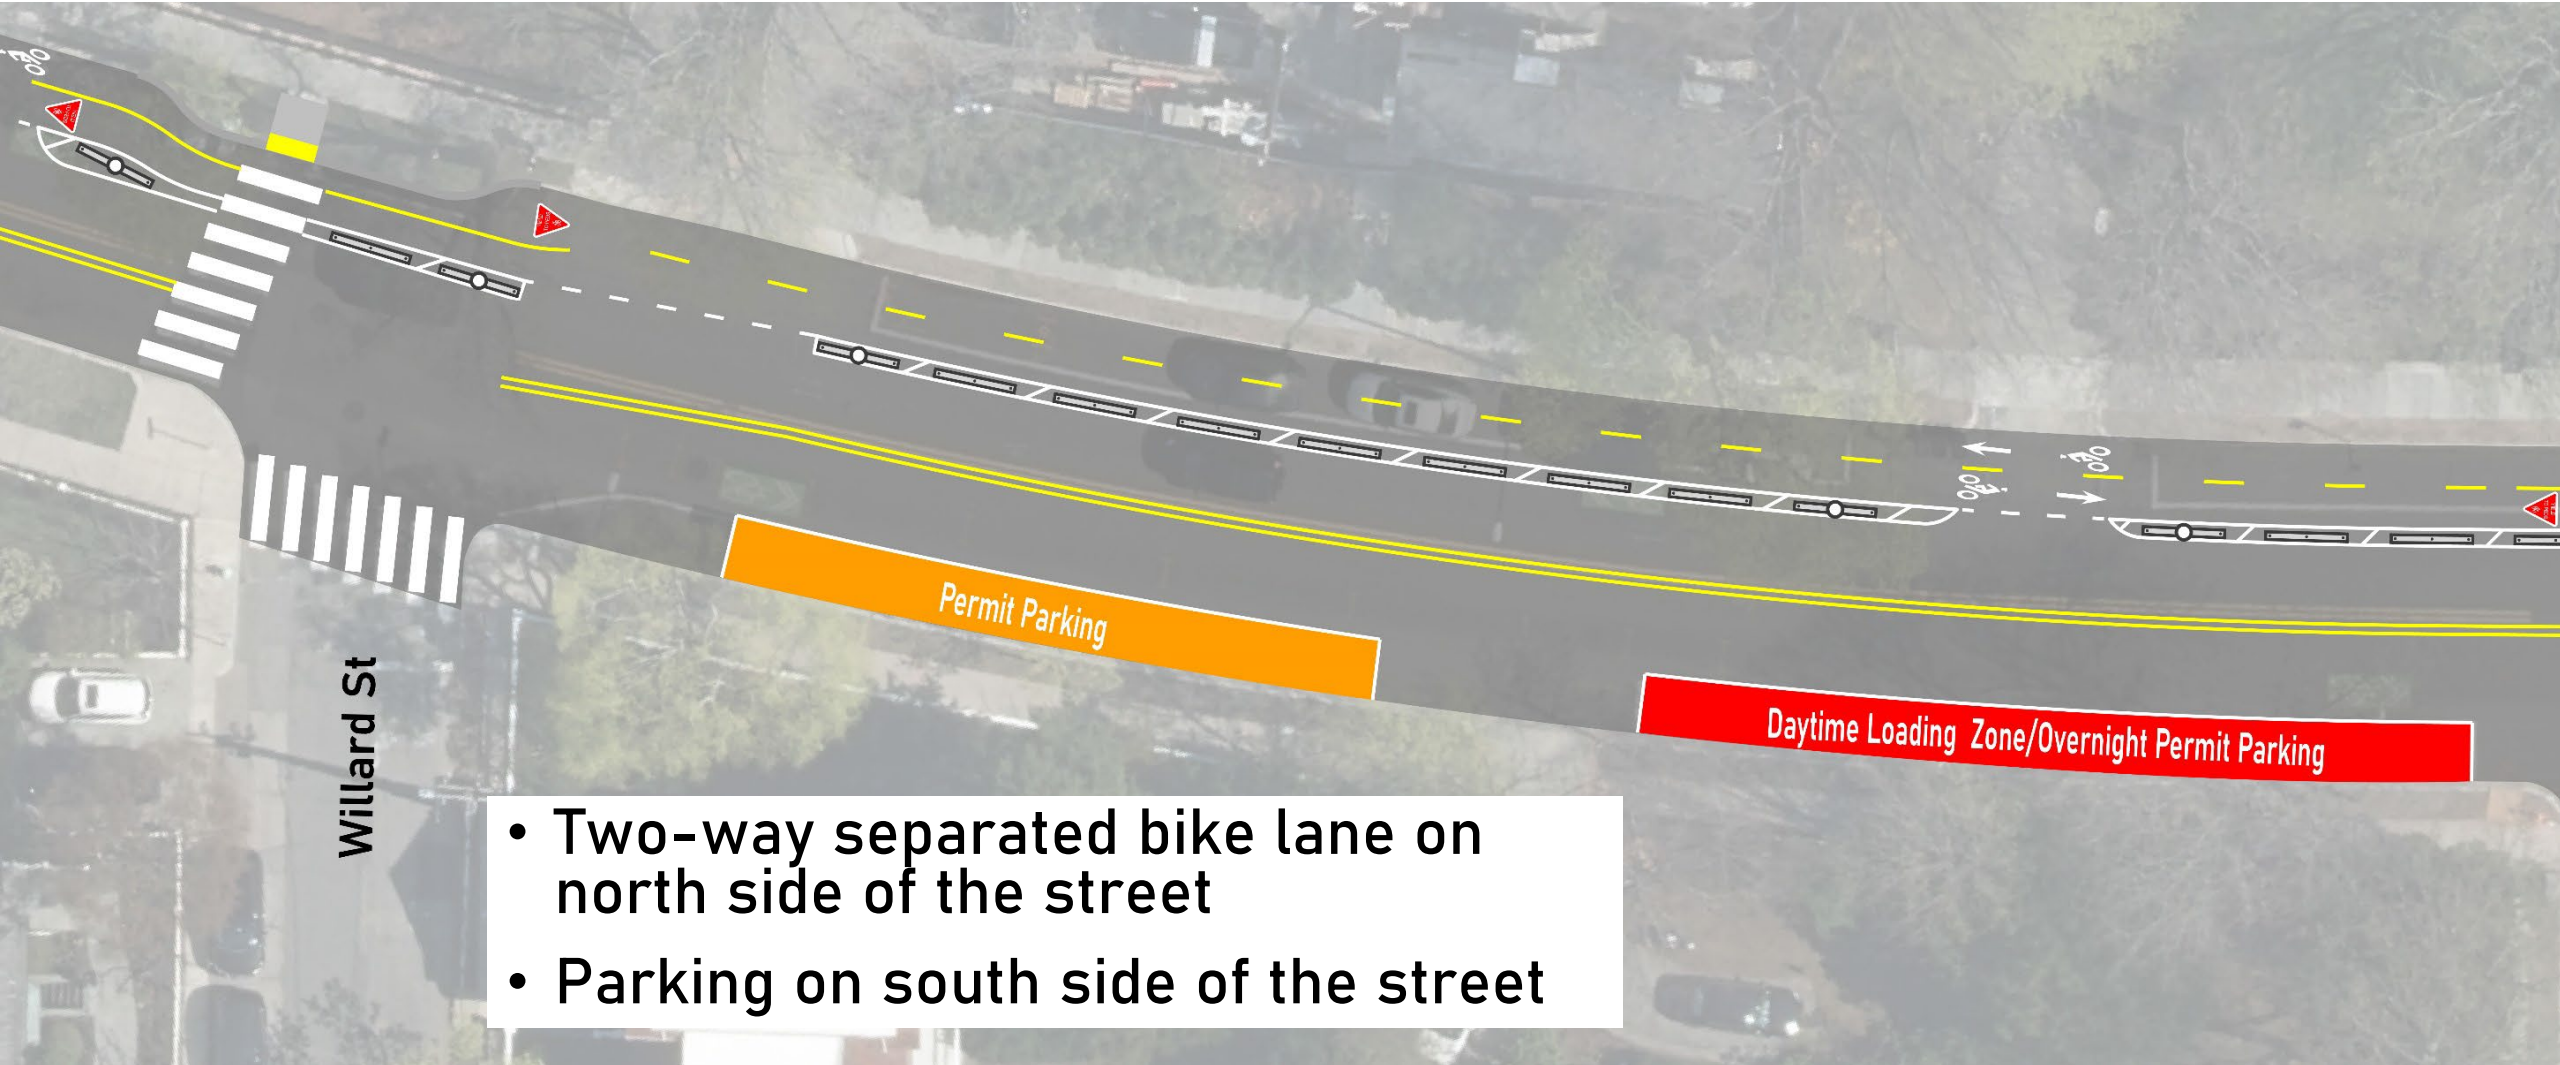 Permit Parking
Daytime Loading Zone/Overnight Permit Parking
Willard St
• Two-way separated bike lane on
north side of the street
• Parking on south side of the street